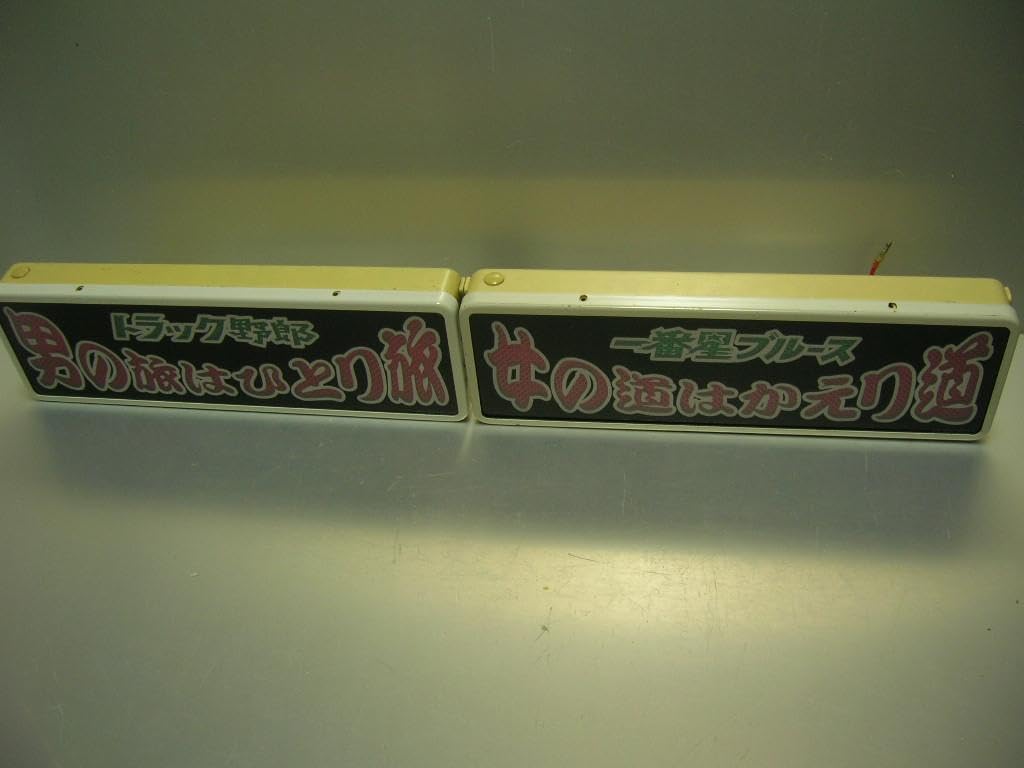 トラック野郎
男の旅はひとり旅
一番星ブルース
女の道はかえり道